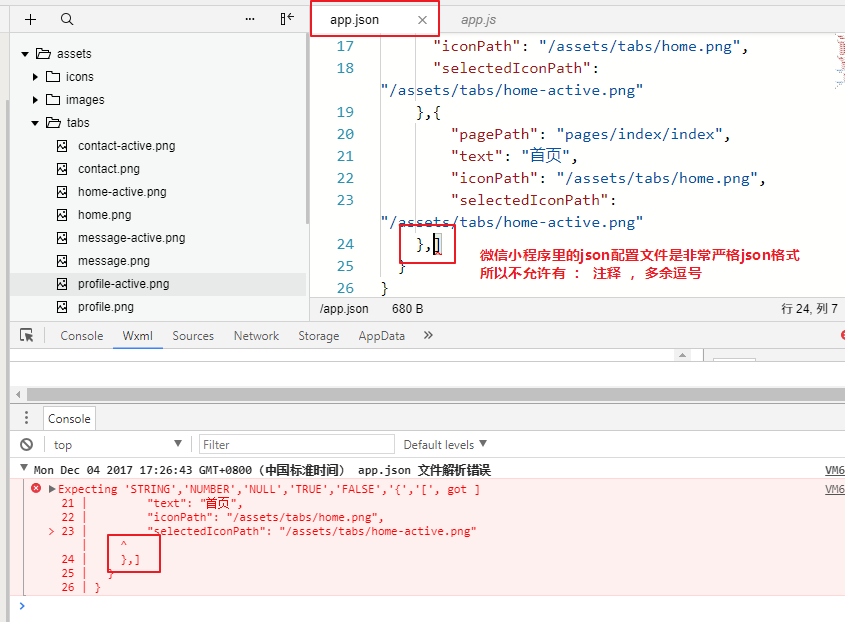 app.json
app.js
assets
icons
images
tabs
contact-active.png
contact.png
home-active.png
home.png
message-active.png
message.png
profile-active.png
profile.png
17 "iconPath": "/assets/tabs/home.png",
18 "selectedIconPath":
"/assets/tabs/home-active.png"
19 },{
20 "pagePath": "pages/index/index",
21 "text": "首页",
22 "iconPath": "/assets/tabs/home.png",
23 "selectedIconPath":
"/assets/tabs/home-active.png"
24 },]
25 }
26 }
微信小程序里的json配置文件是非常严格json格式
所以不允许有 ： 注释 ，多余逗号
/app.json 680 B 行 24, 列 7
Console Wxml Sources Network Storage AppData »
Console
top Filter Default levels
Mon Dec 04 2017 17:26:43 GMT+0800 (中国标准时间) app.json 文件解析错误 VM6
Expecting 'STRING','NUMBER','NULL','TRUE','FALSE','{','[', got ] VM6
21 | "text": "首页",
22 | "iconPath": "/assets/tabs/home.png",
> 23 | "selectedIconPath": "/assets/tabs/home-active.png"
| ^
24 | },]
25 | }
26 | }